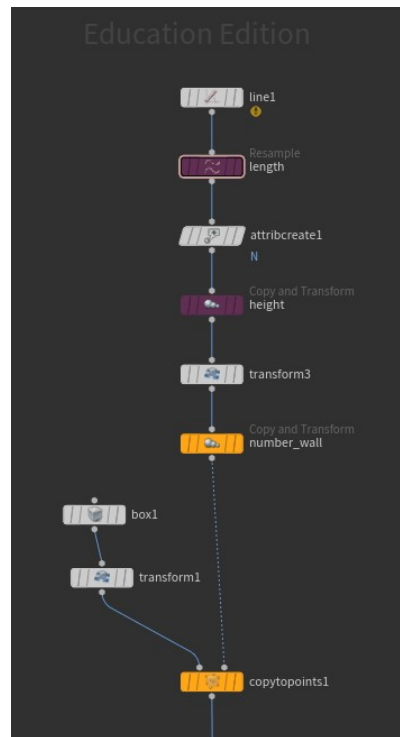 Education Edition
line1
Resample
length
attribcreate1
N
Copy and Transform
height
transform3
Copy and Transform
number_wall
box1
transform1
copytopoints1